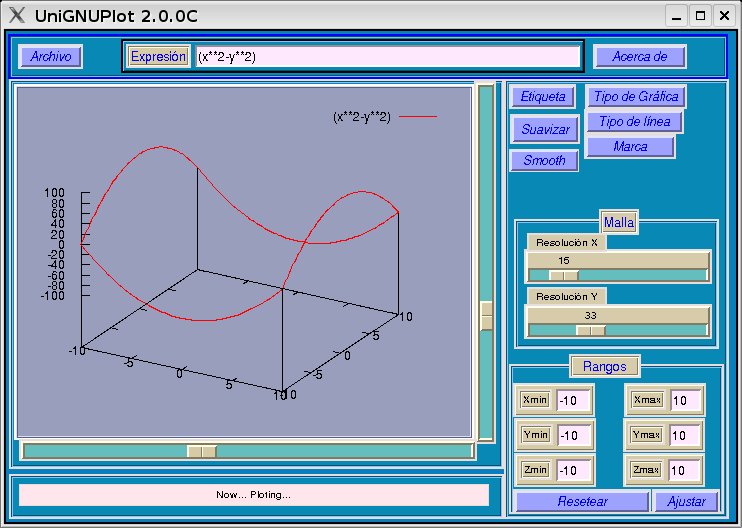 UniGNUPlot 2.0.0C
Archivo
Expresión
(x**2-y**2)
Acerca de
Etiqueta
Tipo de Gráfica
Suavizar
Tipo de línea
Marca
Smooth
(x**2-y**2)
100
80
60
40
20
0
-20
-40
-60
-80
-100
-10
-5
0
5
10
-10
-5
0
5
10
Malla
Resolución X
15
Resolución Y
33
Rangos
Xmin -10
Xmax 10
Ymin -10
Ymax 10
Zmin -10
Zmax 10
Resetear
Ajustar
Now... Ploting...